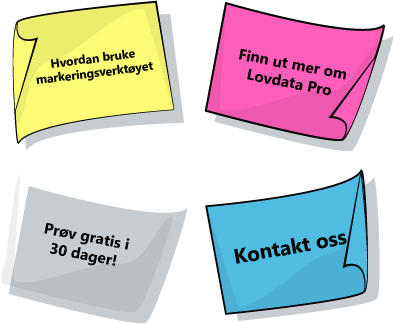 Hvordan bruke
markeringsverktøyet
Finn ut mer om
Lovdata Pro
Prøv gratis i
30 dager!
Kontakt oss